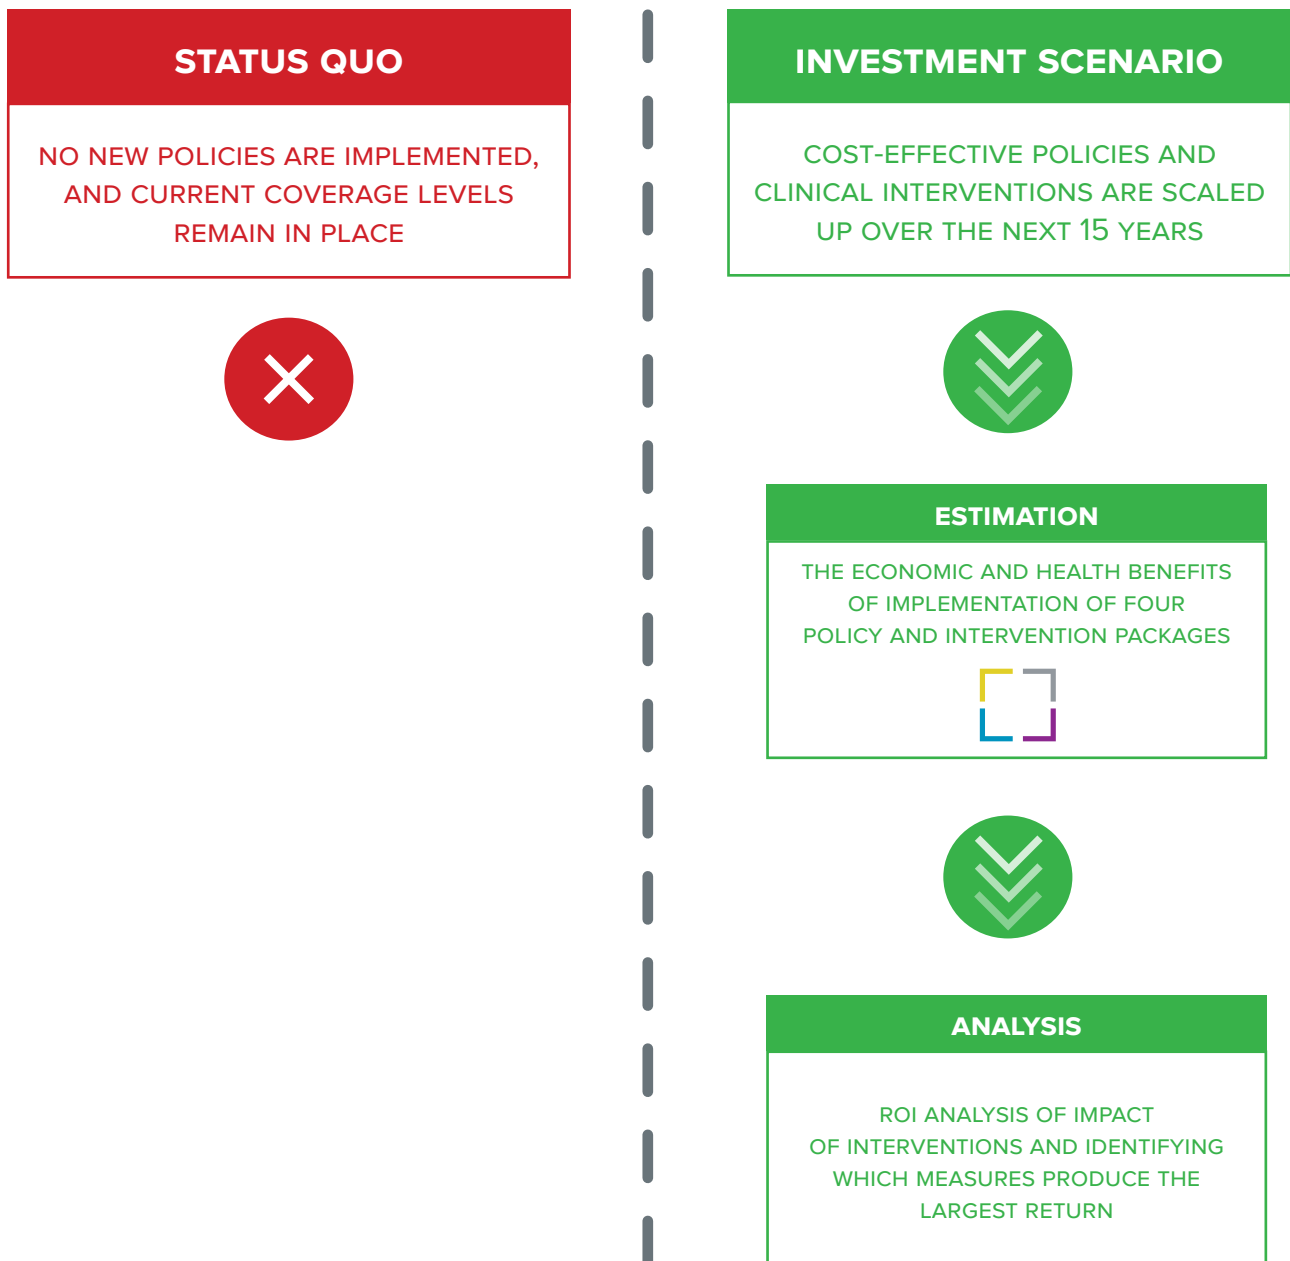 STATUS QUO
NO NEW POLICIES ARE IMPLEMENTED,
AND CURRENT COVERAGE LEVELS
REMAIN IN PLACE
INVESTMENT SCENARIO
COST-EFFECTIVE POLICIES AND
CLINICAL INTERVENTIONS ARE SCALED
UP OVER THE NEXT 15 YEARS
ESTIMATION
THE ECONOMIC AND HEALTH BENEFITS
OF IMPLEMENTATION OF FOUR
POLICY AND INTERVENTION PACKAGES
ANALYSIS
ROI ANALYSIS OF IMPACT
OF INTERVENTIONS AND IDENTIFYING
WHICH MEASURES PRODUCE THE
LARGEST RETURN